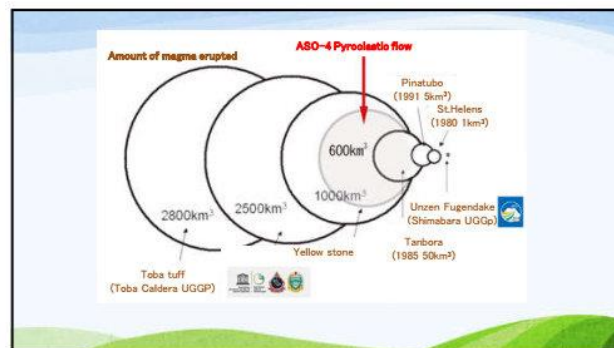 Amount of magma erupted
ASO-4 Pyroclastic flow
Pinatubo
(1991 5km³)
St.Helens
(1980 1km³)
600km³
1000km³
2500km³
2800km³
Unzen Fugendake
(Shimabara UGGp)
Tanbora
(1985 50km³)
Yellow stone
Toba tuff
(Toba Caldera UGGP)